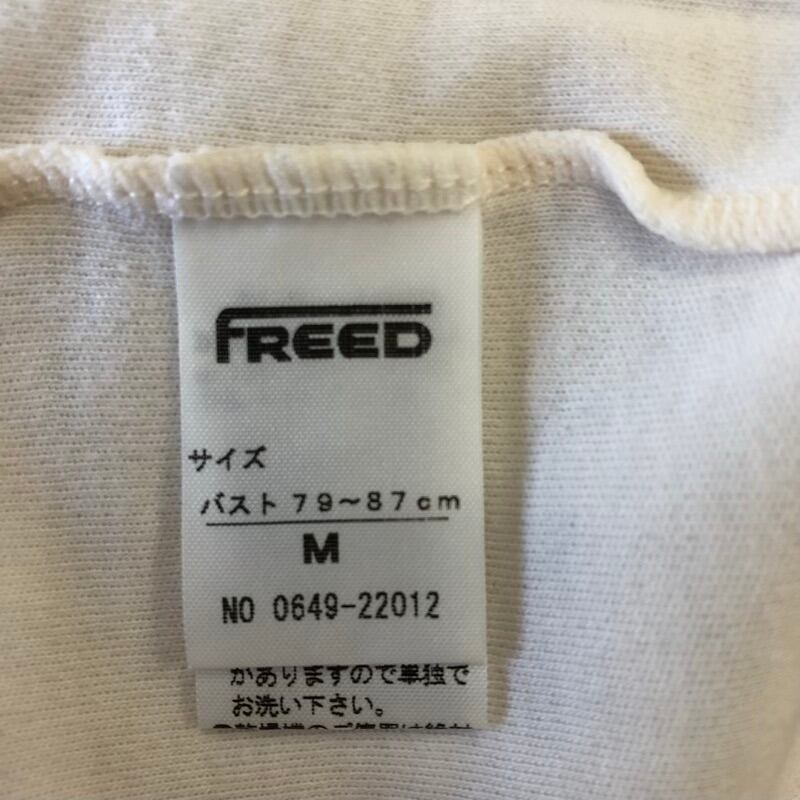 FREED
サイズ
バスト 79～87cm
M
NO 0649-22012
がありますので単独で
お洗い下さい。